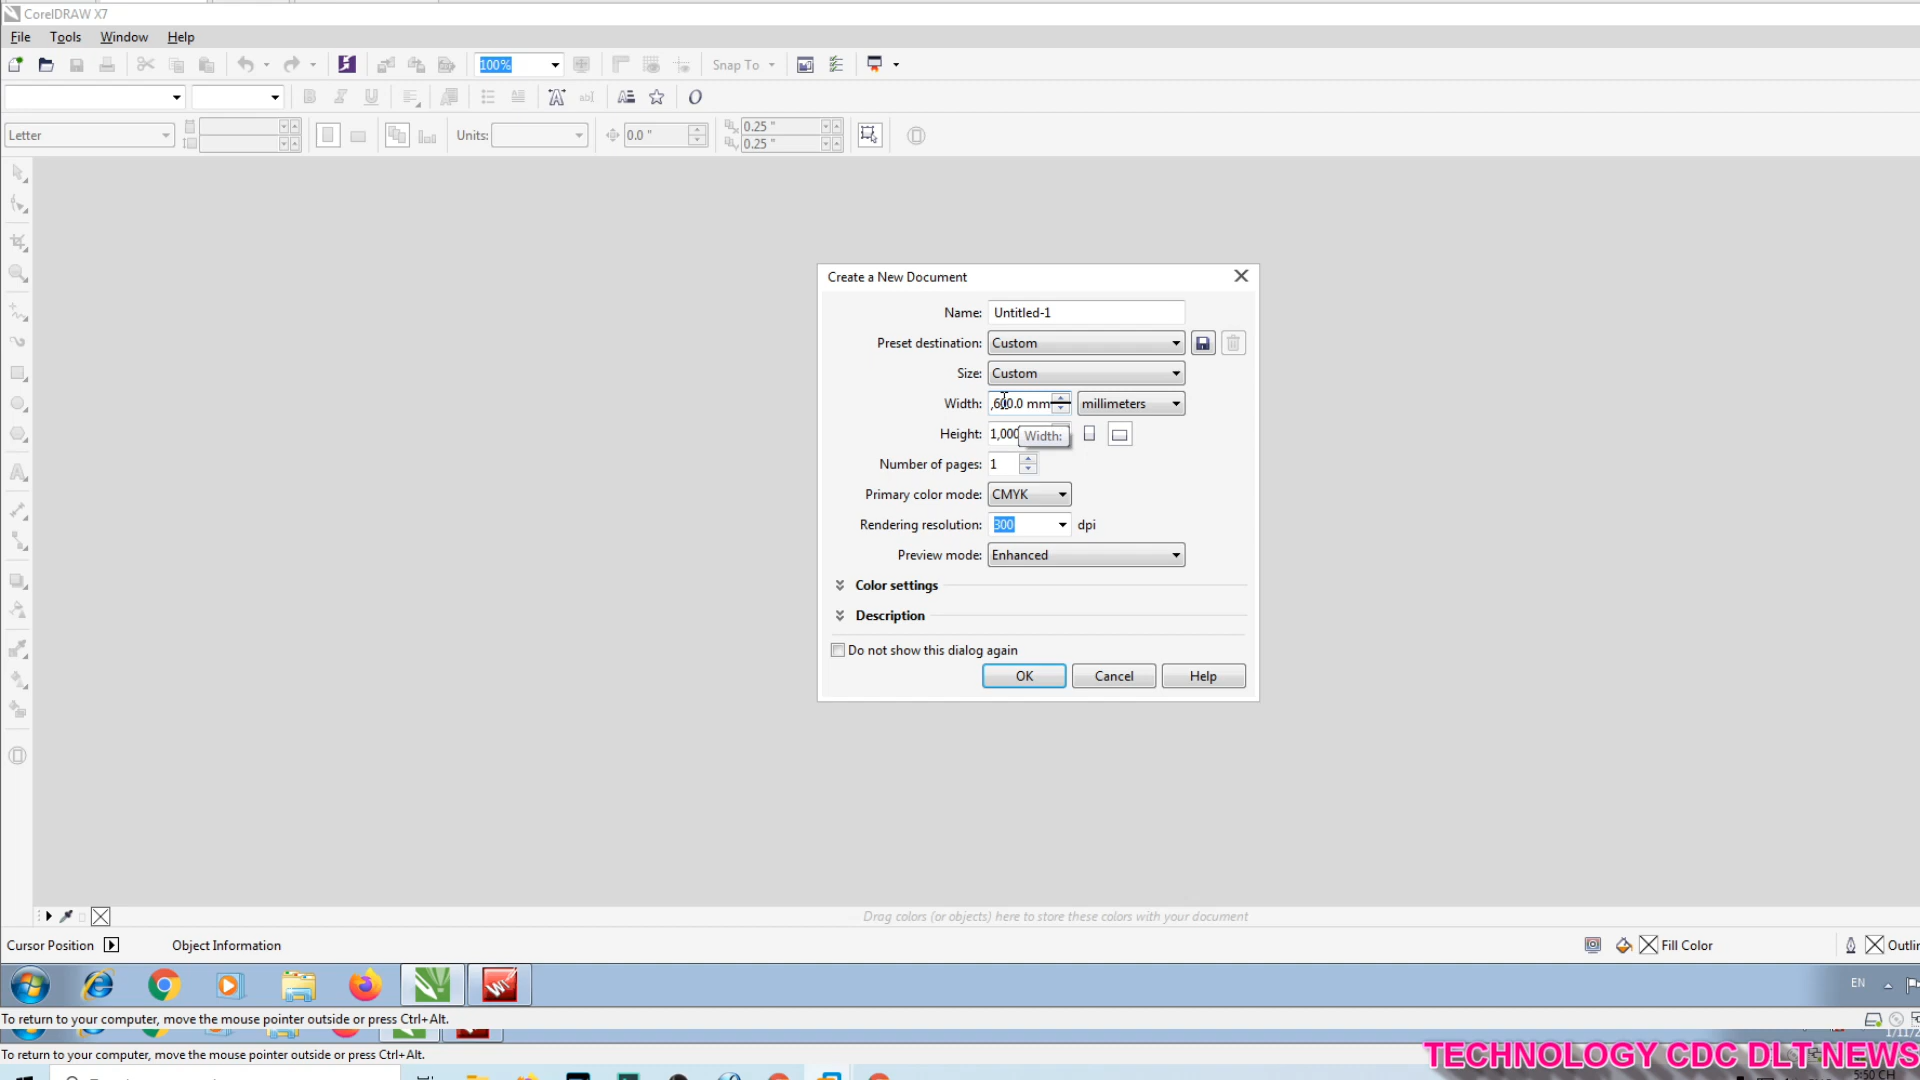 CorelDRAW X7
File Tools Window Help
100% Snap To
Letter Units: 0.0 " 0.25 "
0.25 "
Create a New Document
Name: Untitled-1
Preset destination: Custom
Size: Custom
Width: ,600.0 mm millimeters
Height: 1,000 Width:
Number of pages: 1
Primary color mode: CMYK
Rendering resolution: 300 dpi
Preview mode: Enhanced
Color settings
Description
Do not show this dialog again
OK Cancel Help
Drag colors (or objects) here to store these colors with your document
Cursor Position Object Information Fill Color Outli
EN
To return to your computer, move the mouse pointer outside or press Ctrl+Alt.
To return to your computer, move the mouse pointer outside or press Ctrl+Alt.
TECHNOLOGY CDC DLT NEWS
5:50 CH